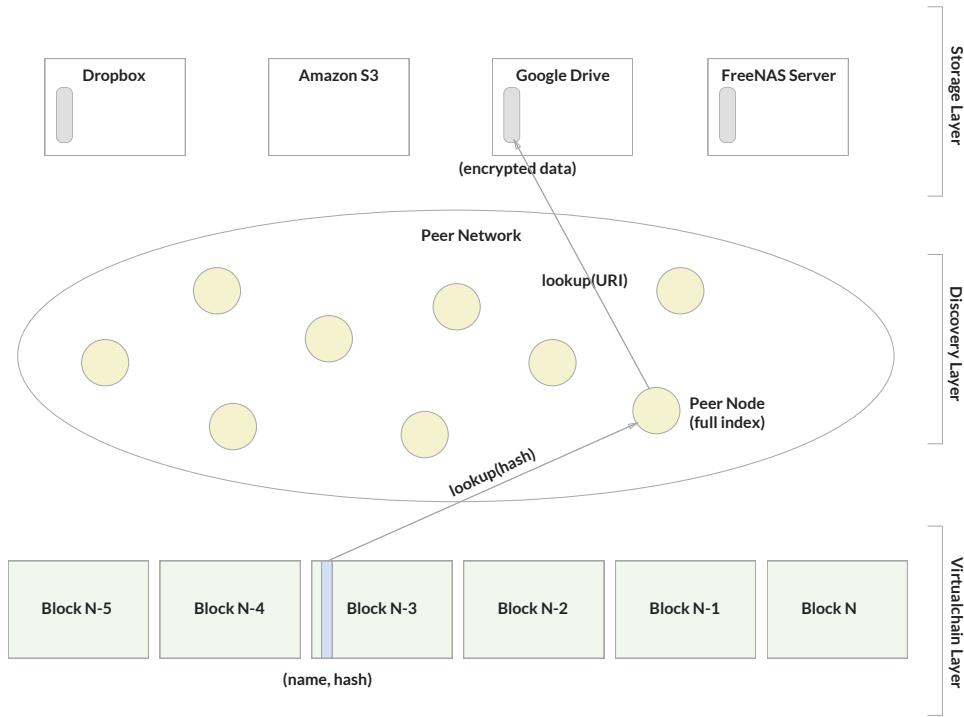 Dropbox
Amazon S3
Google Drive
FreeNAS Server
Storage Layer
(encrypted data)
Peer Network
lookup(URI)
Discovery Layer
Peer Node
(full index)
lookup(hash)
Block N-5
Block N-4
Block N-3
Block N-2
Block N-1
Block N
Virtualchain Layer
(name, hash)